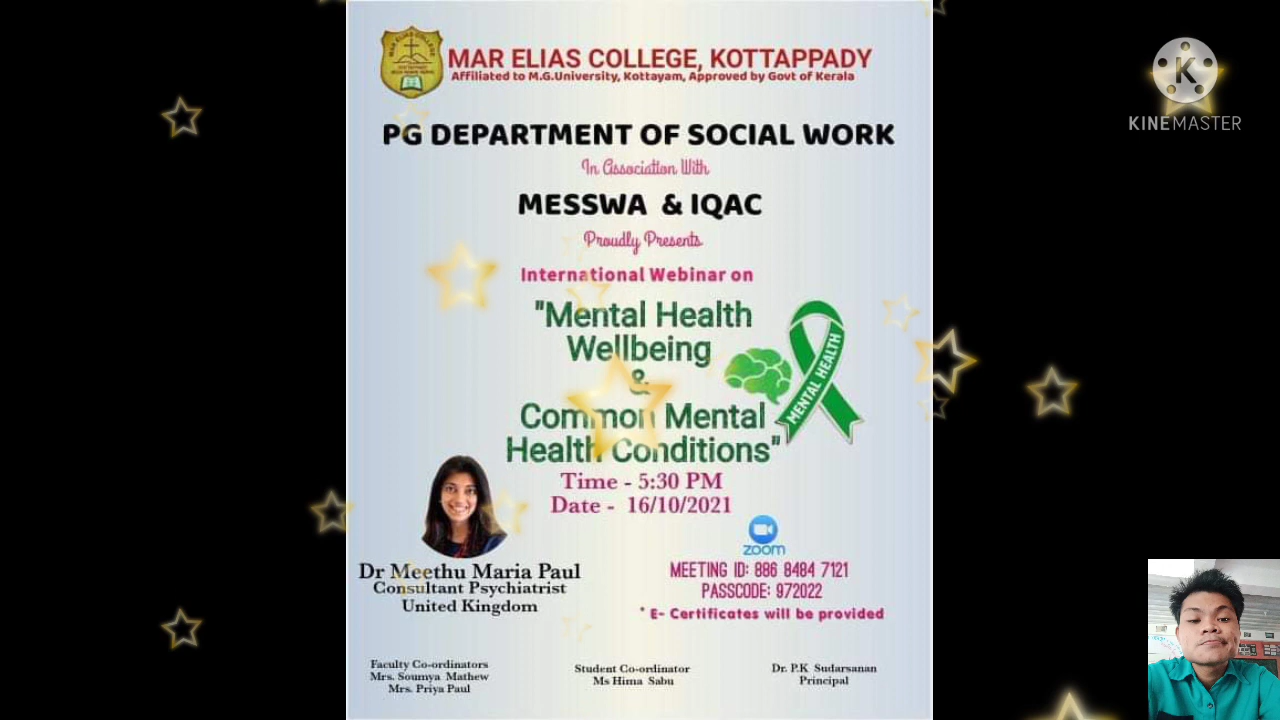 MAR ELIAS COLLEGE, KOTTAPPADY
Affiliated to M.G.University, Kottayam, Approved by Govt of Kerala
PG DEPARTMENT OF SOCIAL WORK
In Association With
MESSWA & IQAC
Proudly Presents
International Webinar on
"Mental Health
Wellbeing
&
Common Mental
Health Conditions"
MENTAL HEALTH
Time - 5:30 PM
Date - 16/10/2021
zoom
MEETING ID: 886 8484 7121
PASSCODE: 972022
* E- Certificates will be provided
Dr Meethu Maria Paul
Consultant Psychiatrist
United Kingdom
Faculty Co-ordinators
Mrs. Soumya Mathew
Mrs. Priya Paul
Student Co-ordinator
Ms Hima Sabu
Dr. P.K Sudarsanan
Principal
K
KINEMASTER
MAR ELIAS COLLEGE